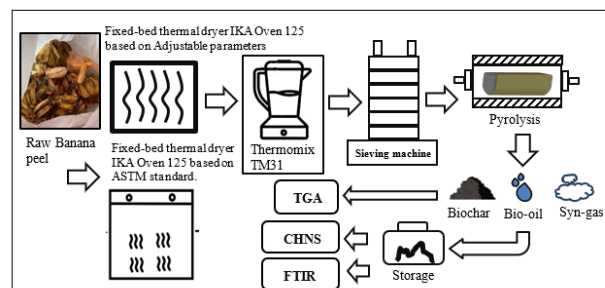 Fixed-bed thermal dryer IKA Oven 125
based on Adjustable parameters
Raw Banana
peel
Fixed-bed thermal dryer
IKA Oven 125 based on
ASTM standard.
Thermomix
TM31
Sieving machine
Pyrolysis
Biochar
Bio-oil
Syn-gas
TGA
CHNS
FTIR
Storage